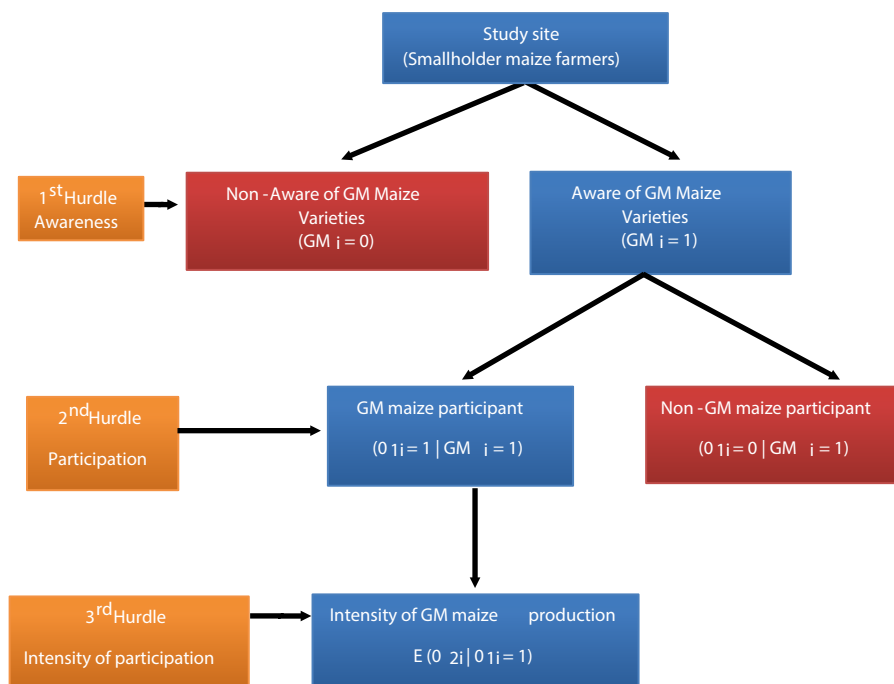 Study site
(Smallholder maize farmers)
1st Hurdle
Awareness
Non -Aware of GM Maize
Varieties
(GM i = 0)
Aware of GM Maize
Varieties
(GM i = 1)
2nd Hurdle
Participation
GM maize participant
(0 1i = 1 | GM i = 1)
Non -GM maize participant
(0 1i = 0 | GM i = 1)
3rd Hurdle
Intensity of participation
Intensity of GM maize production
E (0 2i | 0 1i = 1)